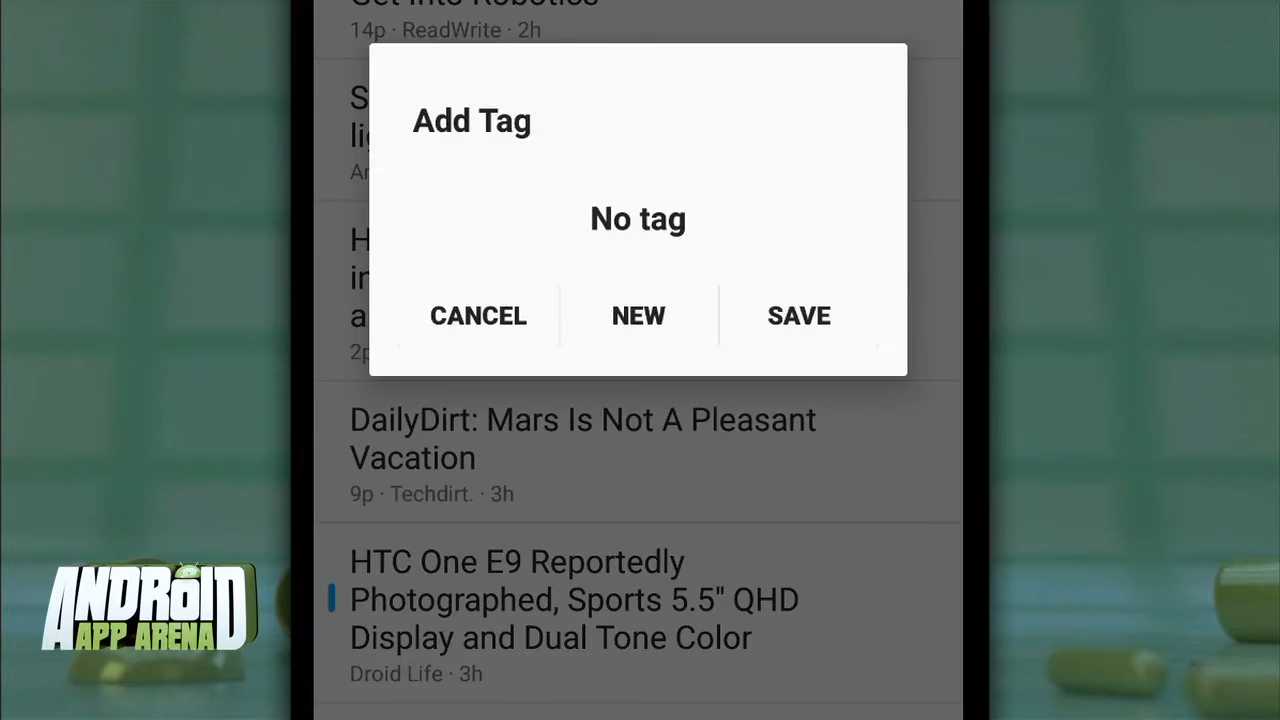 14p · ReadWrite · 2h
Add Tag
No tag
CANCEL
NEW
SAVE
DailyDirt: Mars Is Not A Pleasant
Vacation
9p · Techdirt. · 3h
HTC One E9 Reportedly
Photographed, Sports 5.5" QHD
Display and Dual Tone Color
Droid Life · 3h
ANDROID
APP ARENA